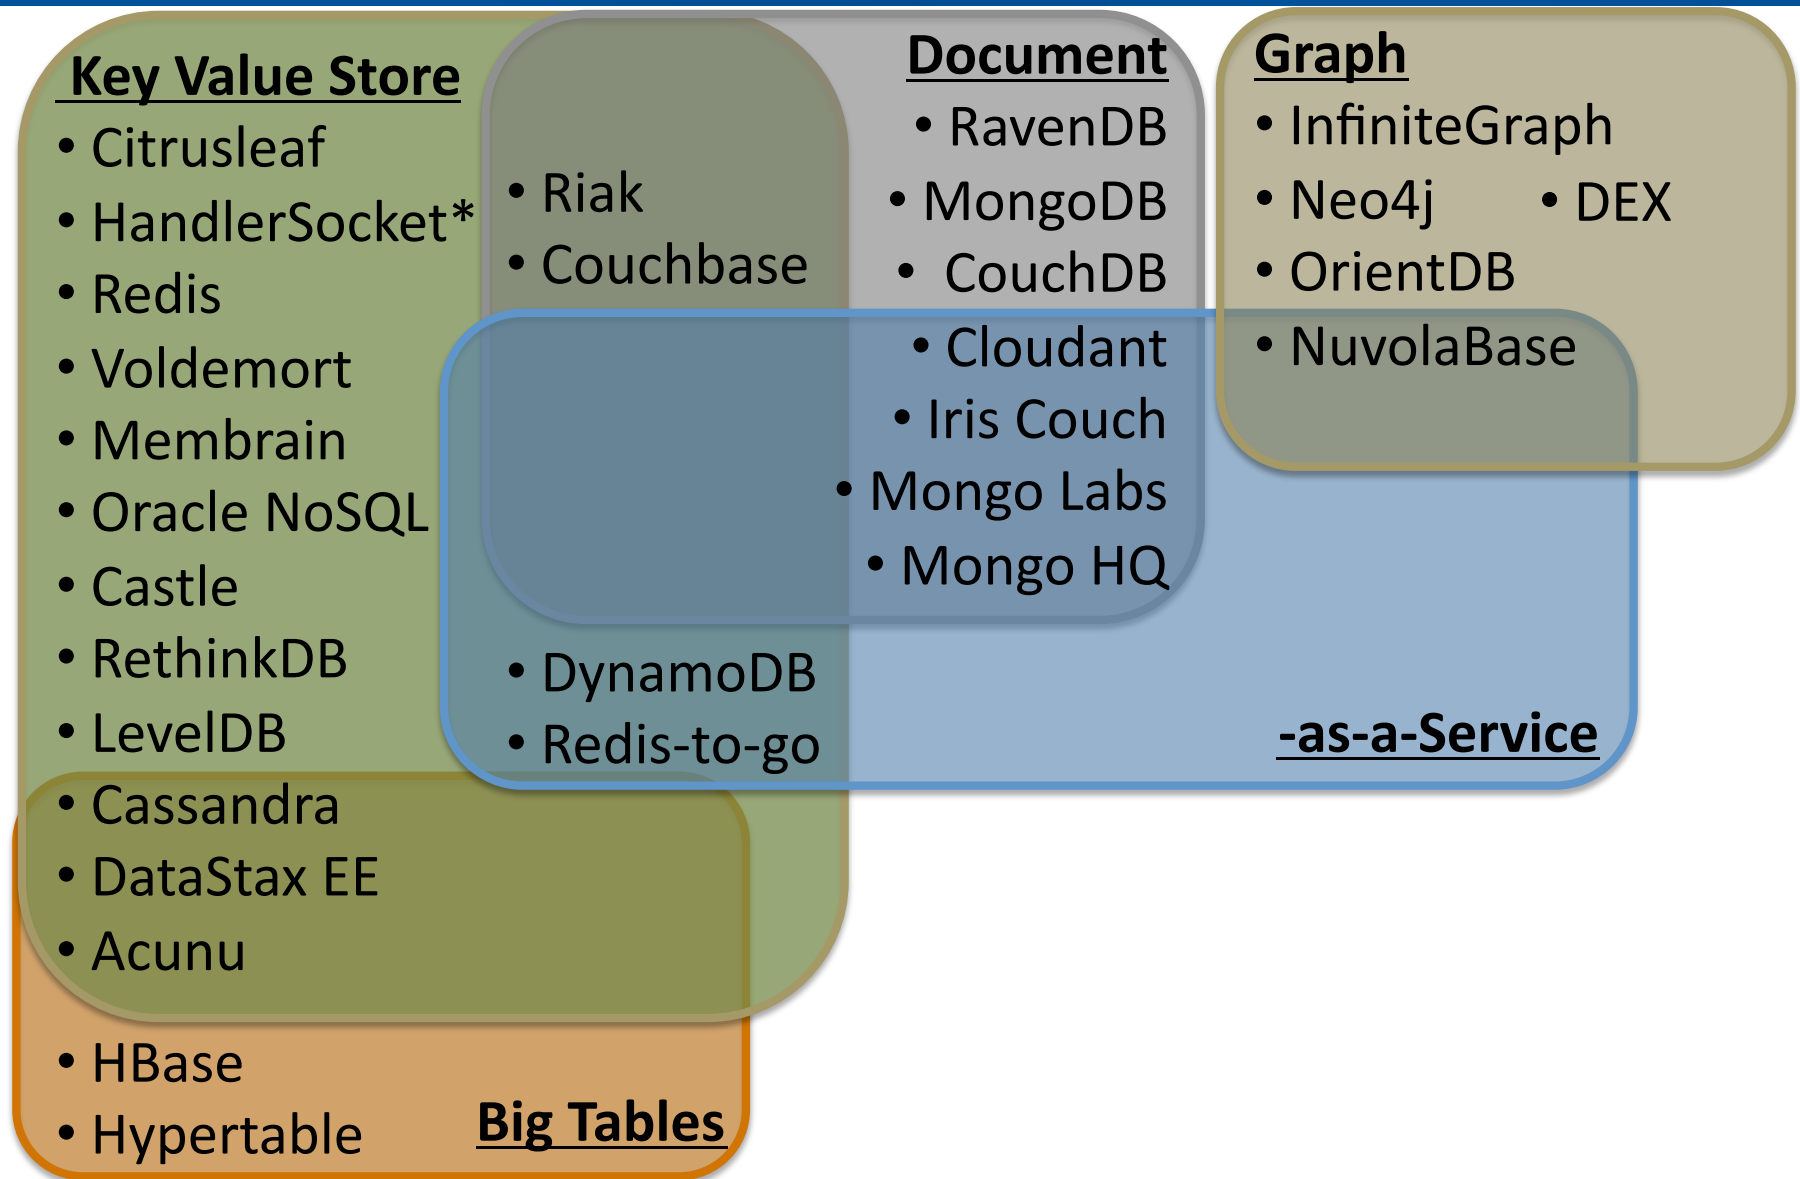 Key Value Store
• Citrusleaf
• HandlerSocket*
• Redis
• Voldemort
• Membrain
• Oracle NoSQL
• Castle
• RethinkDB
• LevelDB
• Cassandra
• DataStax EE
• Acunu
• HBase
• Hypertable
Big Tables
• Riak
• Couchbase
• DynamoDB
• Redis-to-go
Document
• RavenDB
• MongoDB
• CouchDB
• Cloudant
• Iris Couch
• Mongo Labs
• Mongo HQ
Graph
• InfiniteGraph
• Neo4j • DEX
• OrientDB
• NuvolaBase
-as-a-Service